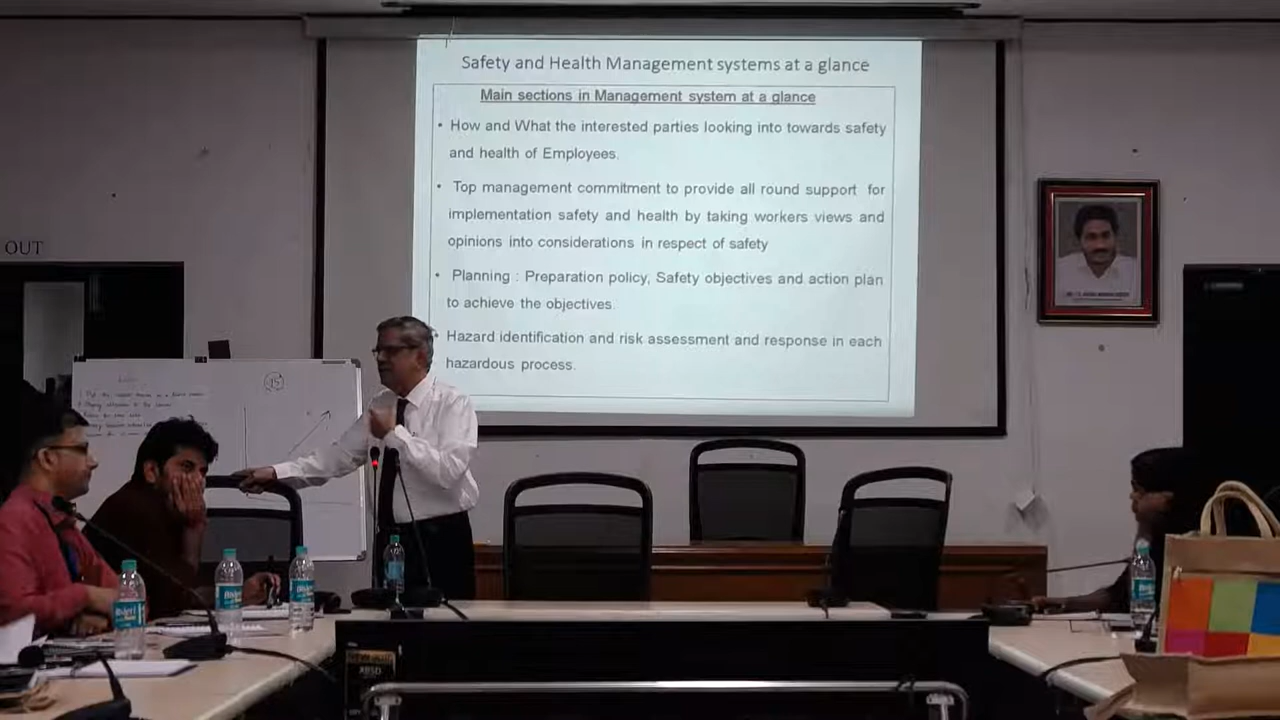 Safety and Health Management systems at a glance
Main sections in Management system at a glance
• How and What the interested parties looking into towards safety
and health of Employees.
• Top management commitment to provide all round support for
implementation safety and health by taking workers views and
opinions into considerations in respect of safety
• Planning : Preparation policy, Safety objectives and action plan
to achieve the objectives.
• Hazard identification and risk assessment and response in each
hazardous process.
OUT